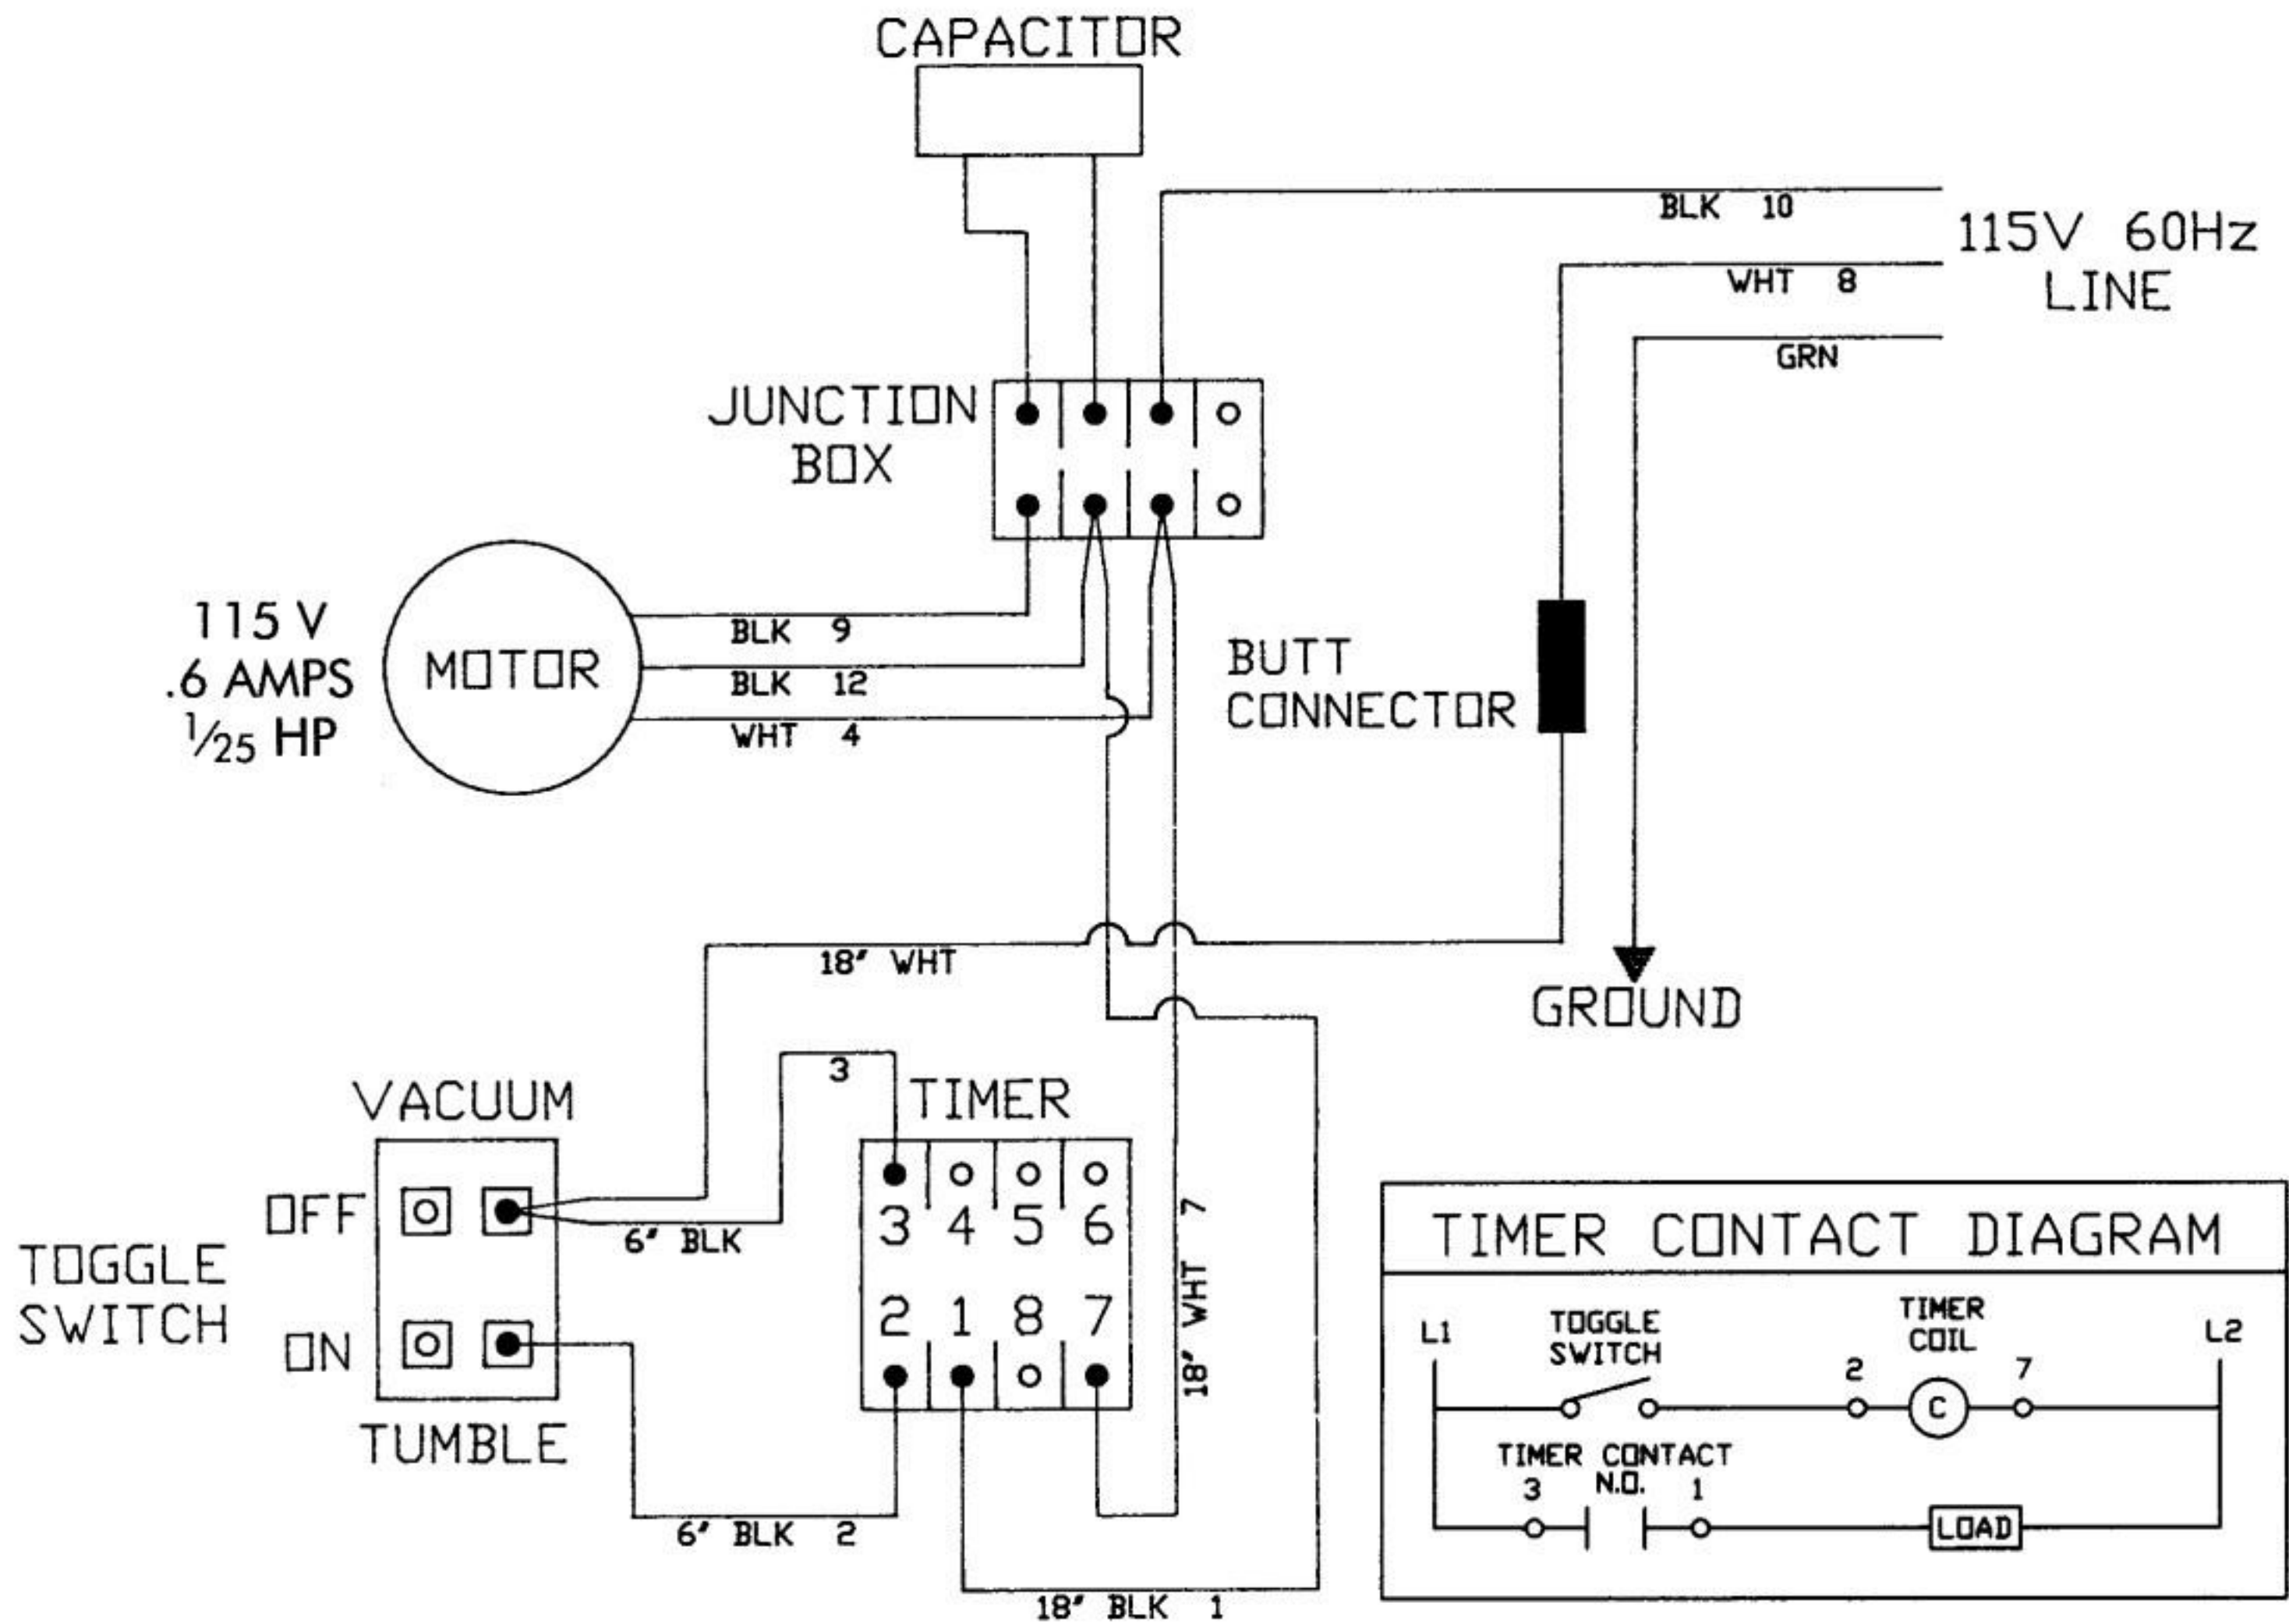 CAPACITOR
BLK 10
115V 60Hz
LINE
WHT 8
GRN
JUNCTION
BOX
115 V
.6 AMPS
1/25 HP
MOTOR
BLK 9
BLK 12
WHT 4
BUTT
CONNECTOR
18" WHT
GROUND
3
VACUUM
TIMER
OFF
6" BLK
TOGGLE
SWITCH
ON
TUMBLE
3 4 5 6
2 1 8 7
18" WHT 7
6" BLK 2
18" BLK 1
TIMER CONTACT DIAGRAM
L1
TOGGLE
SWITCH
TIMER
COIL
L2
2
C
7
TIMER CONTACT
N.O.
3
1
LOAD